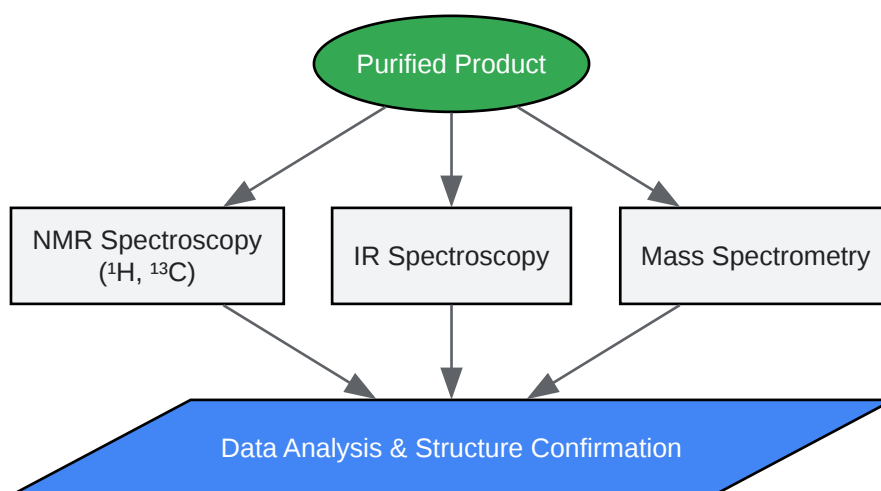 Purified Product
NMR Spectroscopy
(¹H, ¹³C)
IR Spectroscopy
Mass Spectrometry
Data Analysis & Structure Confirmation